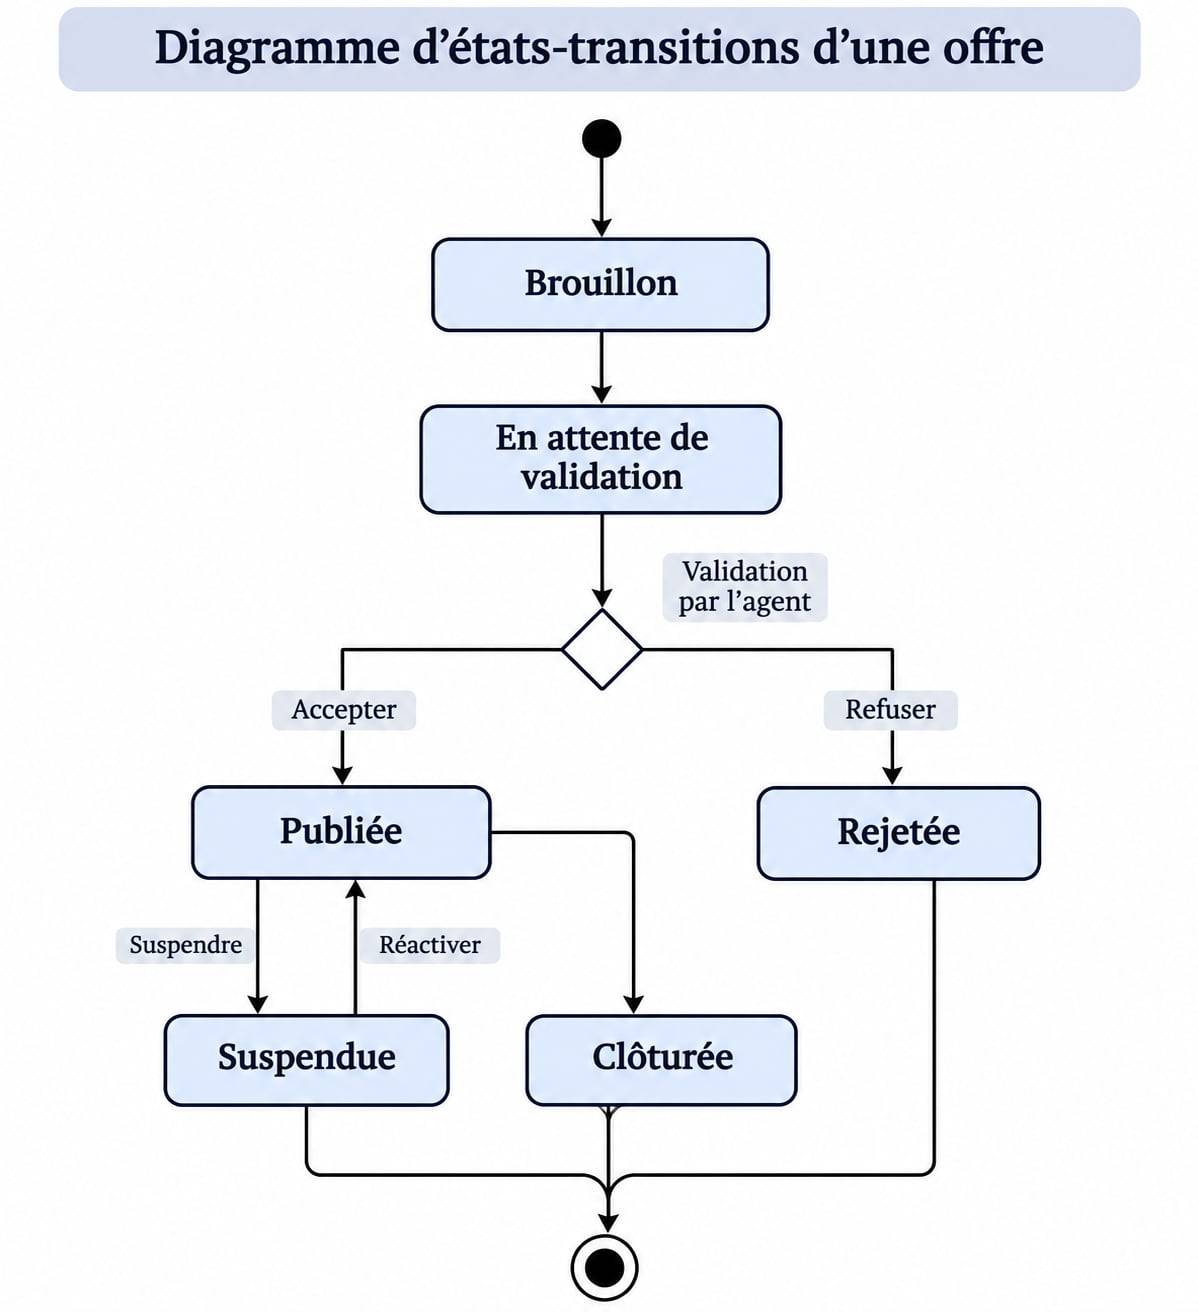 Diagramme d’états-transitions d’une offre
Brouillon
En attente de
validation
Validation
par l’agent
Accepter
Refuser
Publiée
Rejetée
Suspendre
Réactiver
Suspendue
Clôturée